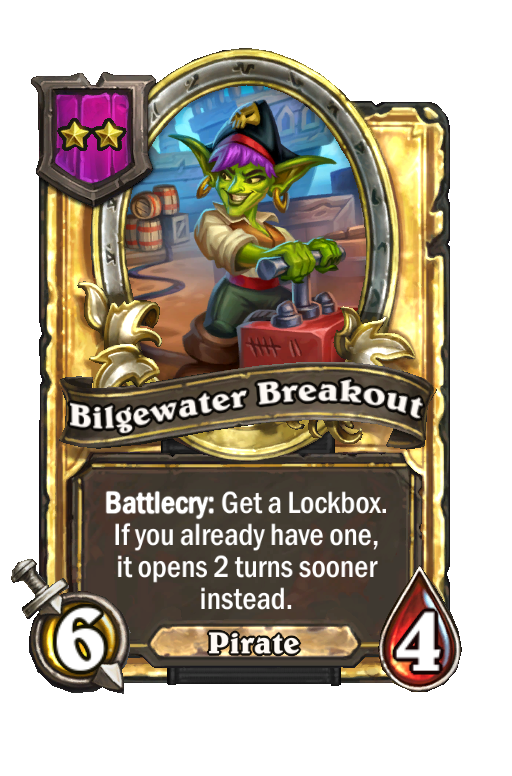 Bilgewater Breakout
Battlecry: Get a Lockbox.
If you already have one,
it opens 2 turns sooner
instead.
6
Pirate
4